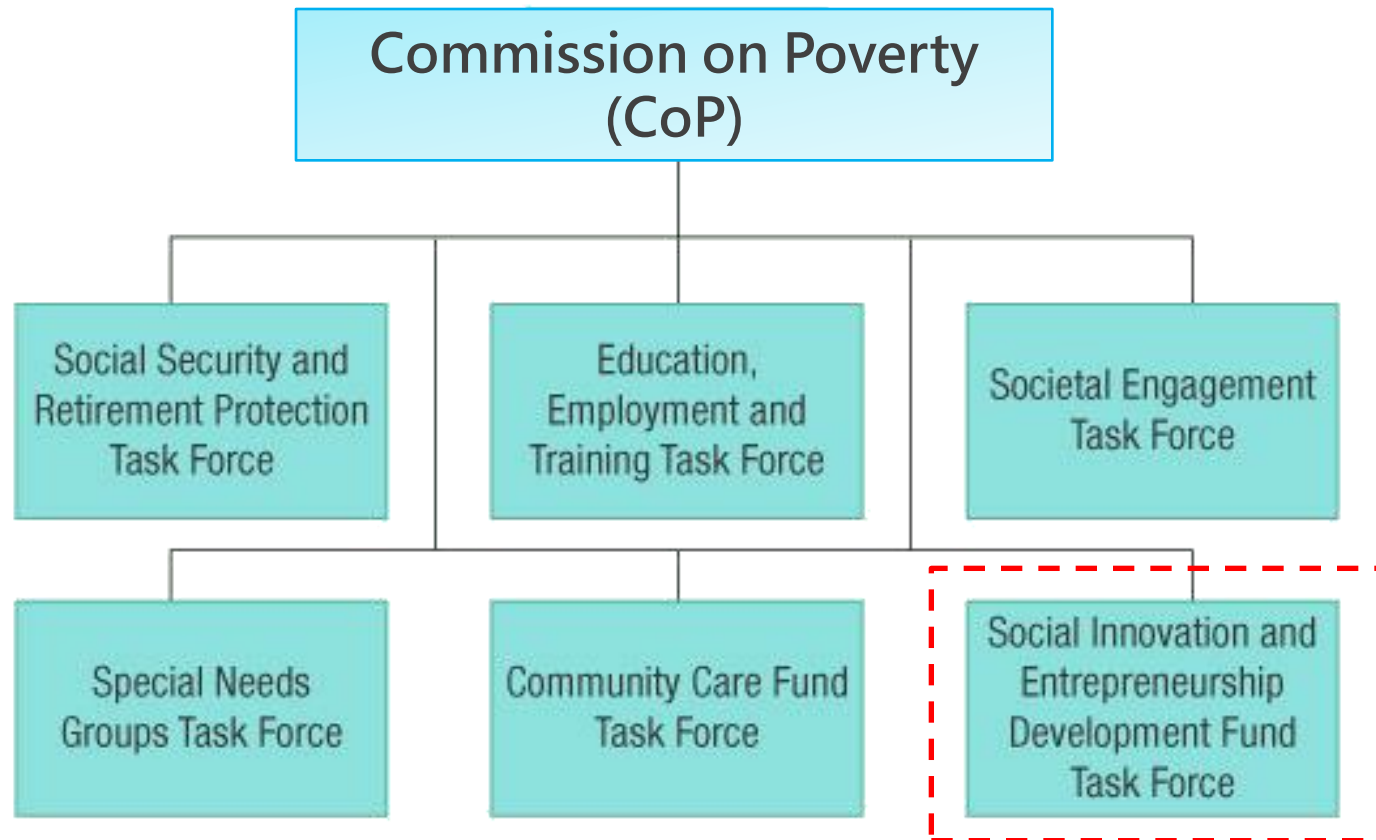 Commission on Poverty
(CoP)
Social Security and
Retirement Protection
Task Force
Education,
Employment and
Training Task Force
Societal Engagement
Task Force
Special Needs
Groups Task Force
Community Care Fund
Task Force
Social Innovation and
Entrepreneurship
Development Fund
Task Force